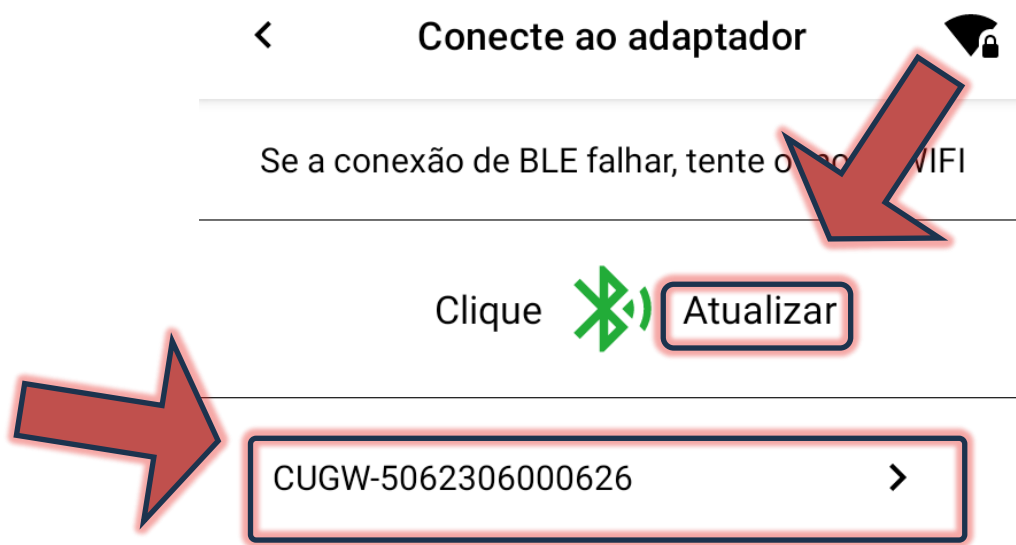 Conecte ao adaptador
Se a conexão de BLE falhar, tente o WIFI
Clique Atualizar
CUGW-5062306000626